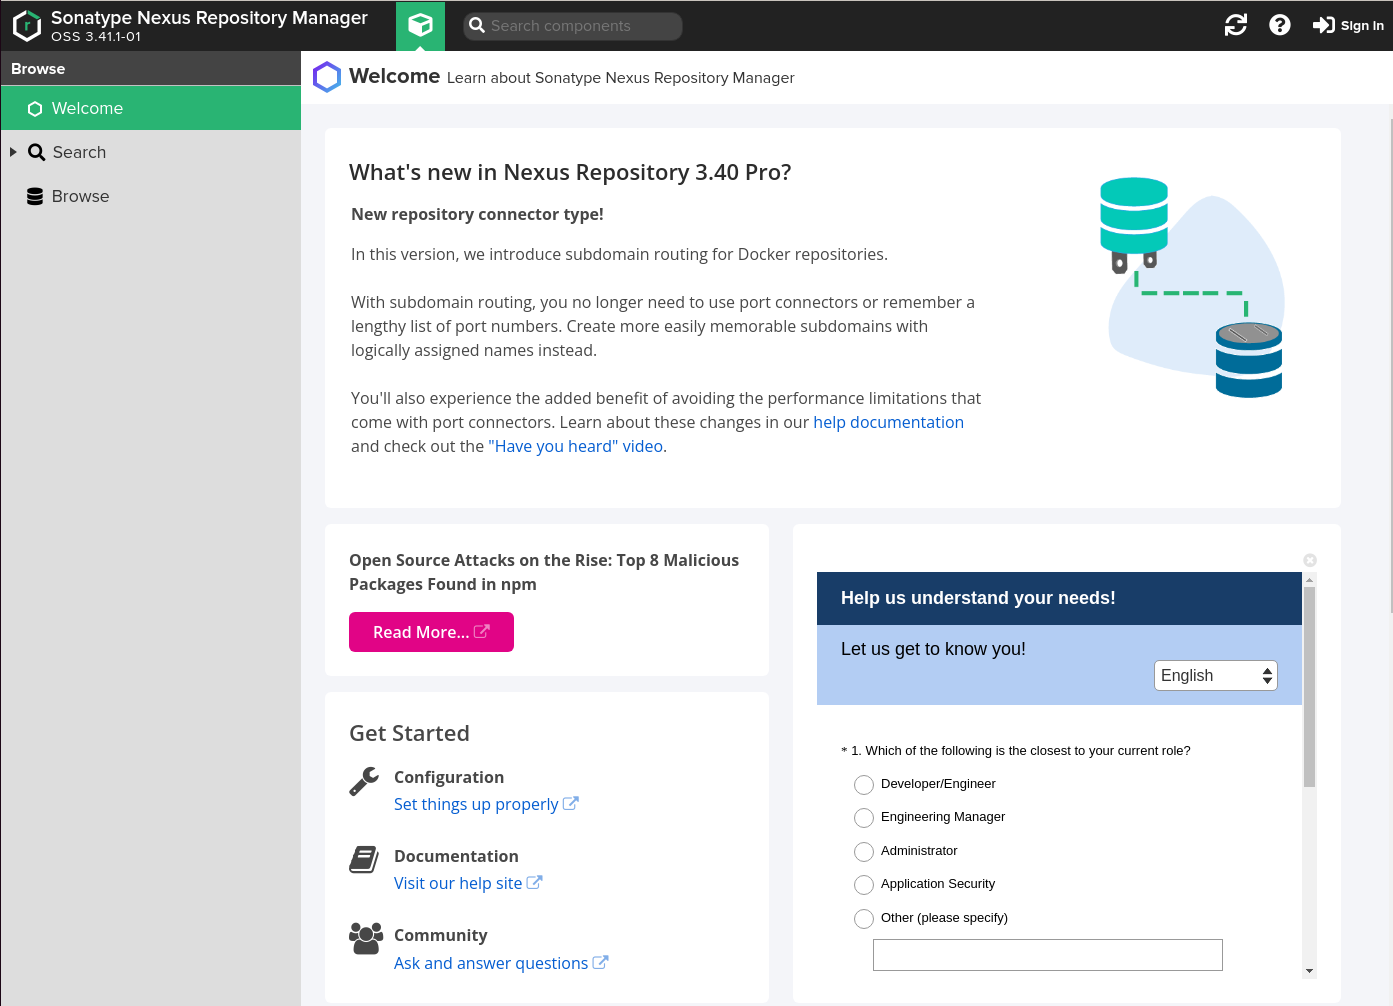 Sonatype Nexus Repository Manager
OSS 3.41.1-01
Search components
Sign in
Browse
Welcome
Search
Browse
Welcome Learn about Sonatype Nexus Repository Manager
What's new in Nexus Repository 3.40 Pro?
New repository connector type!
In this version, we introduce subdomain routing for Docker repositories.
With subdomain routing, you no longer need to use port connectors or remember a
lengthy list of port numbers. Create more easily memorable subdomains with
logically assigned names instead.
You'll also experience the added benefit of avoiding the performance limitations that
come with port connectors. Learn about these changes in our help documentation
and check out the "Have you heard" video.
Open Source Attacks on the Rise: Top 8 Malicious
Packages Found in npm
Read More...
Get Started
Configuration
Set things up properly
Documentation
Visit our help site
Community
Ask and answer questions
Help us understand your needs!
Let us get to know you!
English
* 1. Which of the following is the closest to your current role?
Developer/Engineer
Engineering Manager
Administrator
Application Security
Other (please specify)